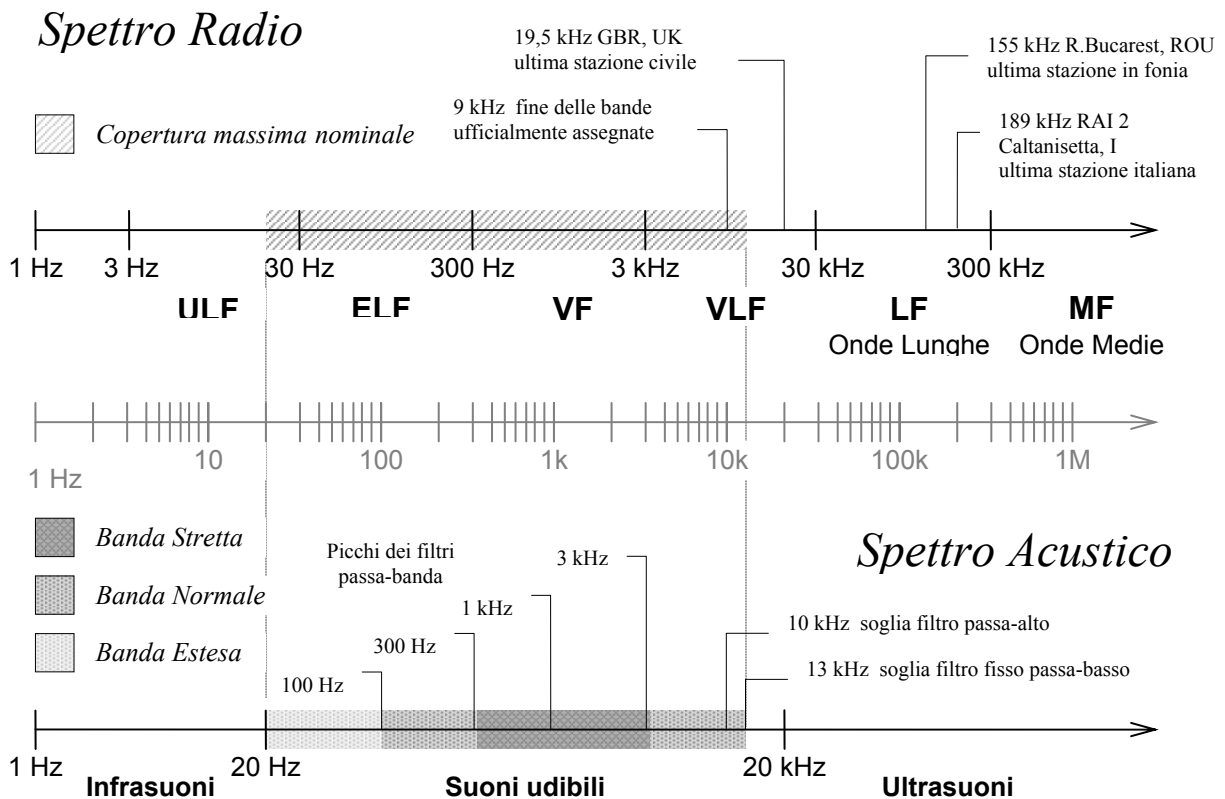 Spettro Radio
19,5 kHz GBR, UK
ultima stazione civile
155 kHz R.Bucarest, ROU
ultima stazione in fonia
Copertura massima nominale
9 kHz fine delle bande
ufficialmente assegnate
189 kHz RAI 2
Caltanisetta, I
ultima stazione italiana
1 Hz 3 Hz 30 Hz 300 Hz 3 kHz 30 kHz 300 kHz
ULF ELF VF VLF LF MF
Onde Lunghe Onde Medie
1 Hz 10 100 1k 10k 100k 1M
Banda Stretta
Banda Normale
Banda Estesa
Spettro Acustico
Picchi dei filtri
passa-banda
3 kHz
1 kHz
300 Hz
100 Hz
10 kHz soglia filtro passa-alto
13 kHz soglia filtro fisso passa-basso
1 Hz 20 Hz 20 kHz
Infrasuoni Suoni udibili Ultrasuoni